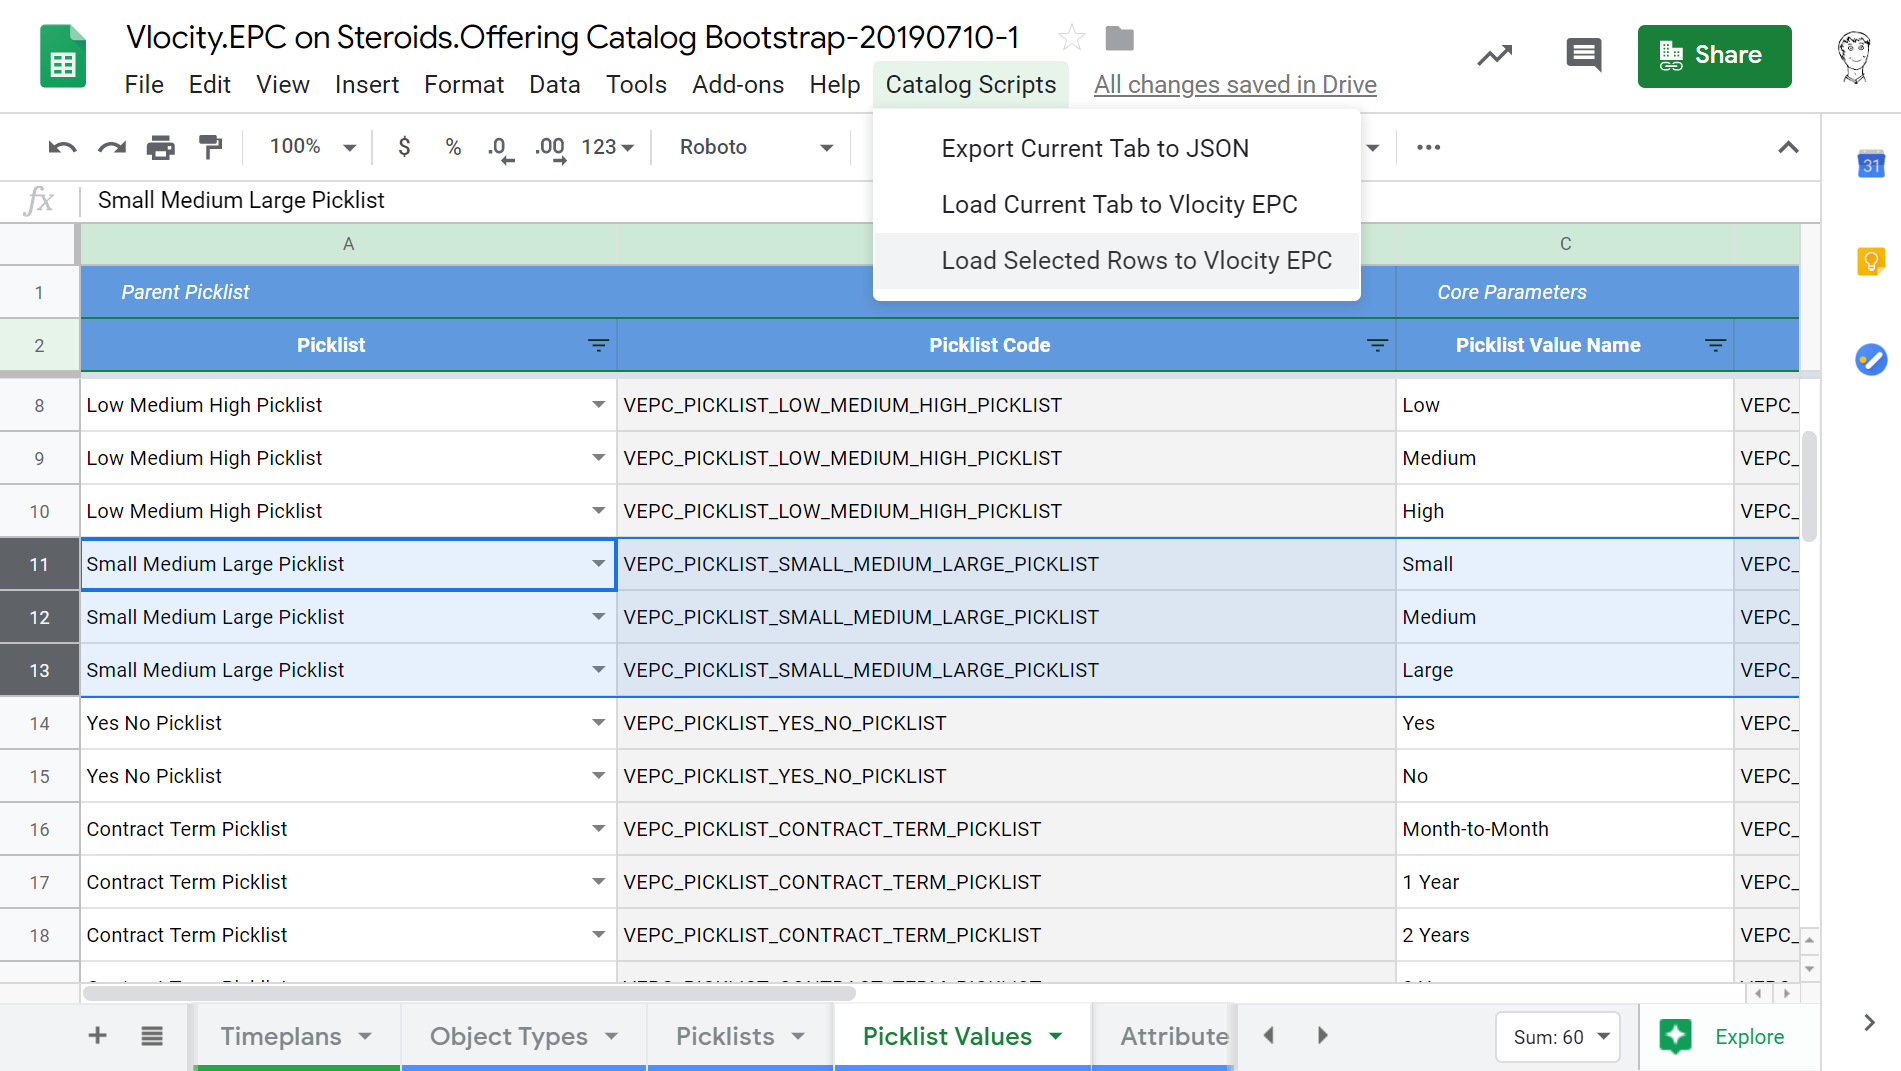 Vlocity.EPC on Steroids.Offering Catalog Bootstrap-20190710-1
File Edit View Insert Format Data Tools Add-ons Help Catalog Scripts All changes saved in Drive
Share
100% $ % .0 .00 123 Roboto
31
Export Current Tab to JSON
Load Current Tab to Vlocity EPC
Load Selected Rows to Vlocity EPC
fx Small Medium Large Picklist
A C
1 Parent Picklist Core Parameters
2 Picklist Picklist Code Picklist Value Name
8 Low Medium High Picklist VEPC_PICKLIST_LOW_MEDIUM_HIGH_PICKLIST Low VEPC_
9 Low Medium High Picklist VEPC_PICKLIST_LOW_MEDIUM_HIGH_PICKLIST Medium VEPC_
10 Low Medium High Picklist VEPC_PICKLIST_LOW_MEDIUM_HIGH_PICKLIST High VEPC_
11 Small Medium Large Picklist VEPC_PICKLIST_SMALL_MEDIUM_LARGE_PICKLIST Small VEPC_
12 Small Medium Large Picklist VEPC_PICKLIST_SMALL_MEDIUM_LARGE_PICKLIST Medium VEPC_
13 Small Medium Large Picklist VEPC_PICKLIST_SMALL_MEDIUM_LARGE_PICKLIST Large VEPC_
14 Yes No Picklist VEPC_PICKLIST_YES_NO_PICKLIST Yes VEPC_
15 Yes No Picklist VEPC_PICKLIST_YES_NO_PICKLIST No VEPC_
16 Contract Term Picklist VEPC_PICKLIST_CONTRACT_TERM_PICKLIST Month-to-Month VEPC_
17 Contract Term Picklist VEPC_PICKLIST_CONTRACT_TERM_PICKLIST 1 Year VEPC_
18 Contract Term Picklist VEPC_PICKLIST_CONTRACT_TERM_PICKLIST 2 Years VEPC_
Timeplans Object Types Picklists Picklist Values Attribute Sum: 60 Explore